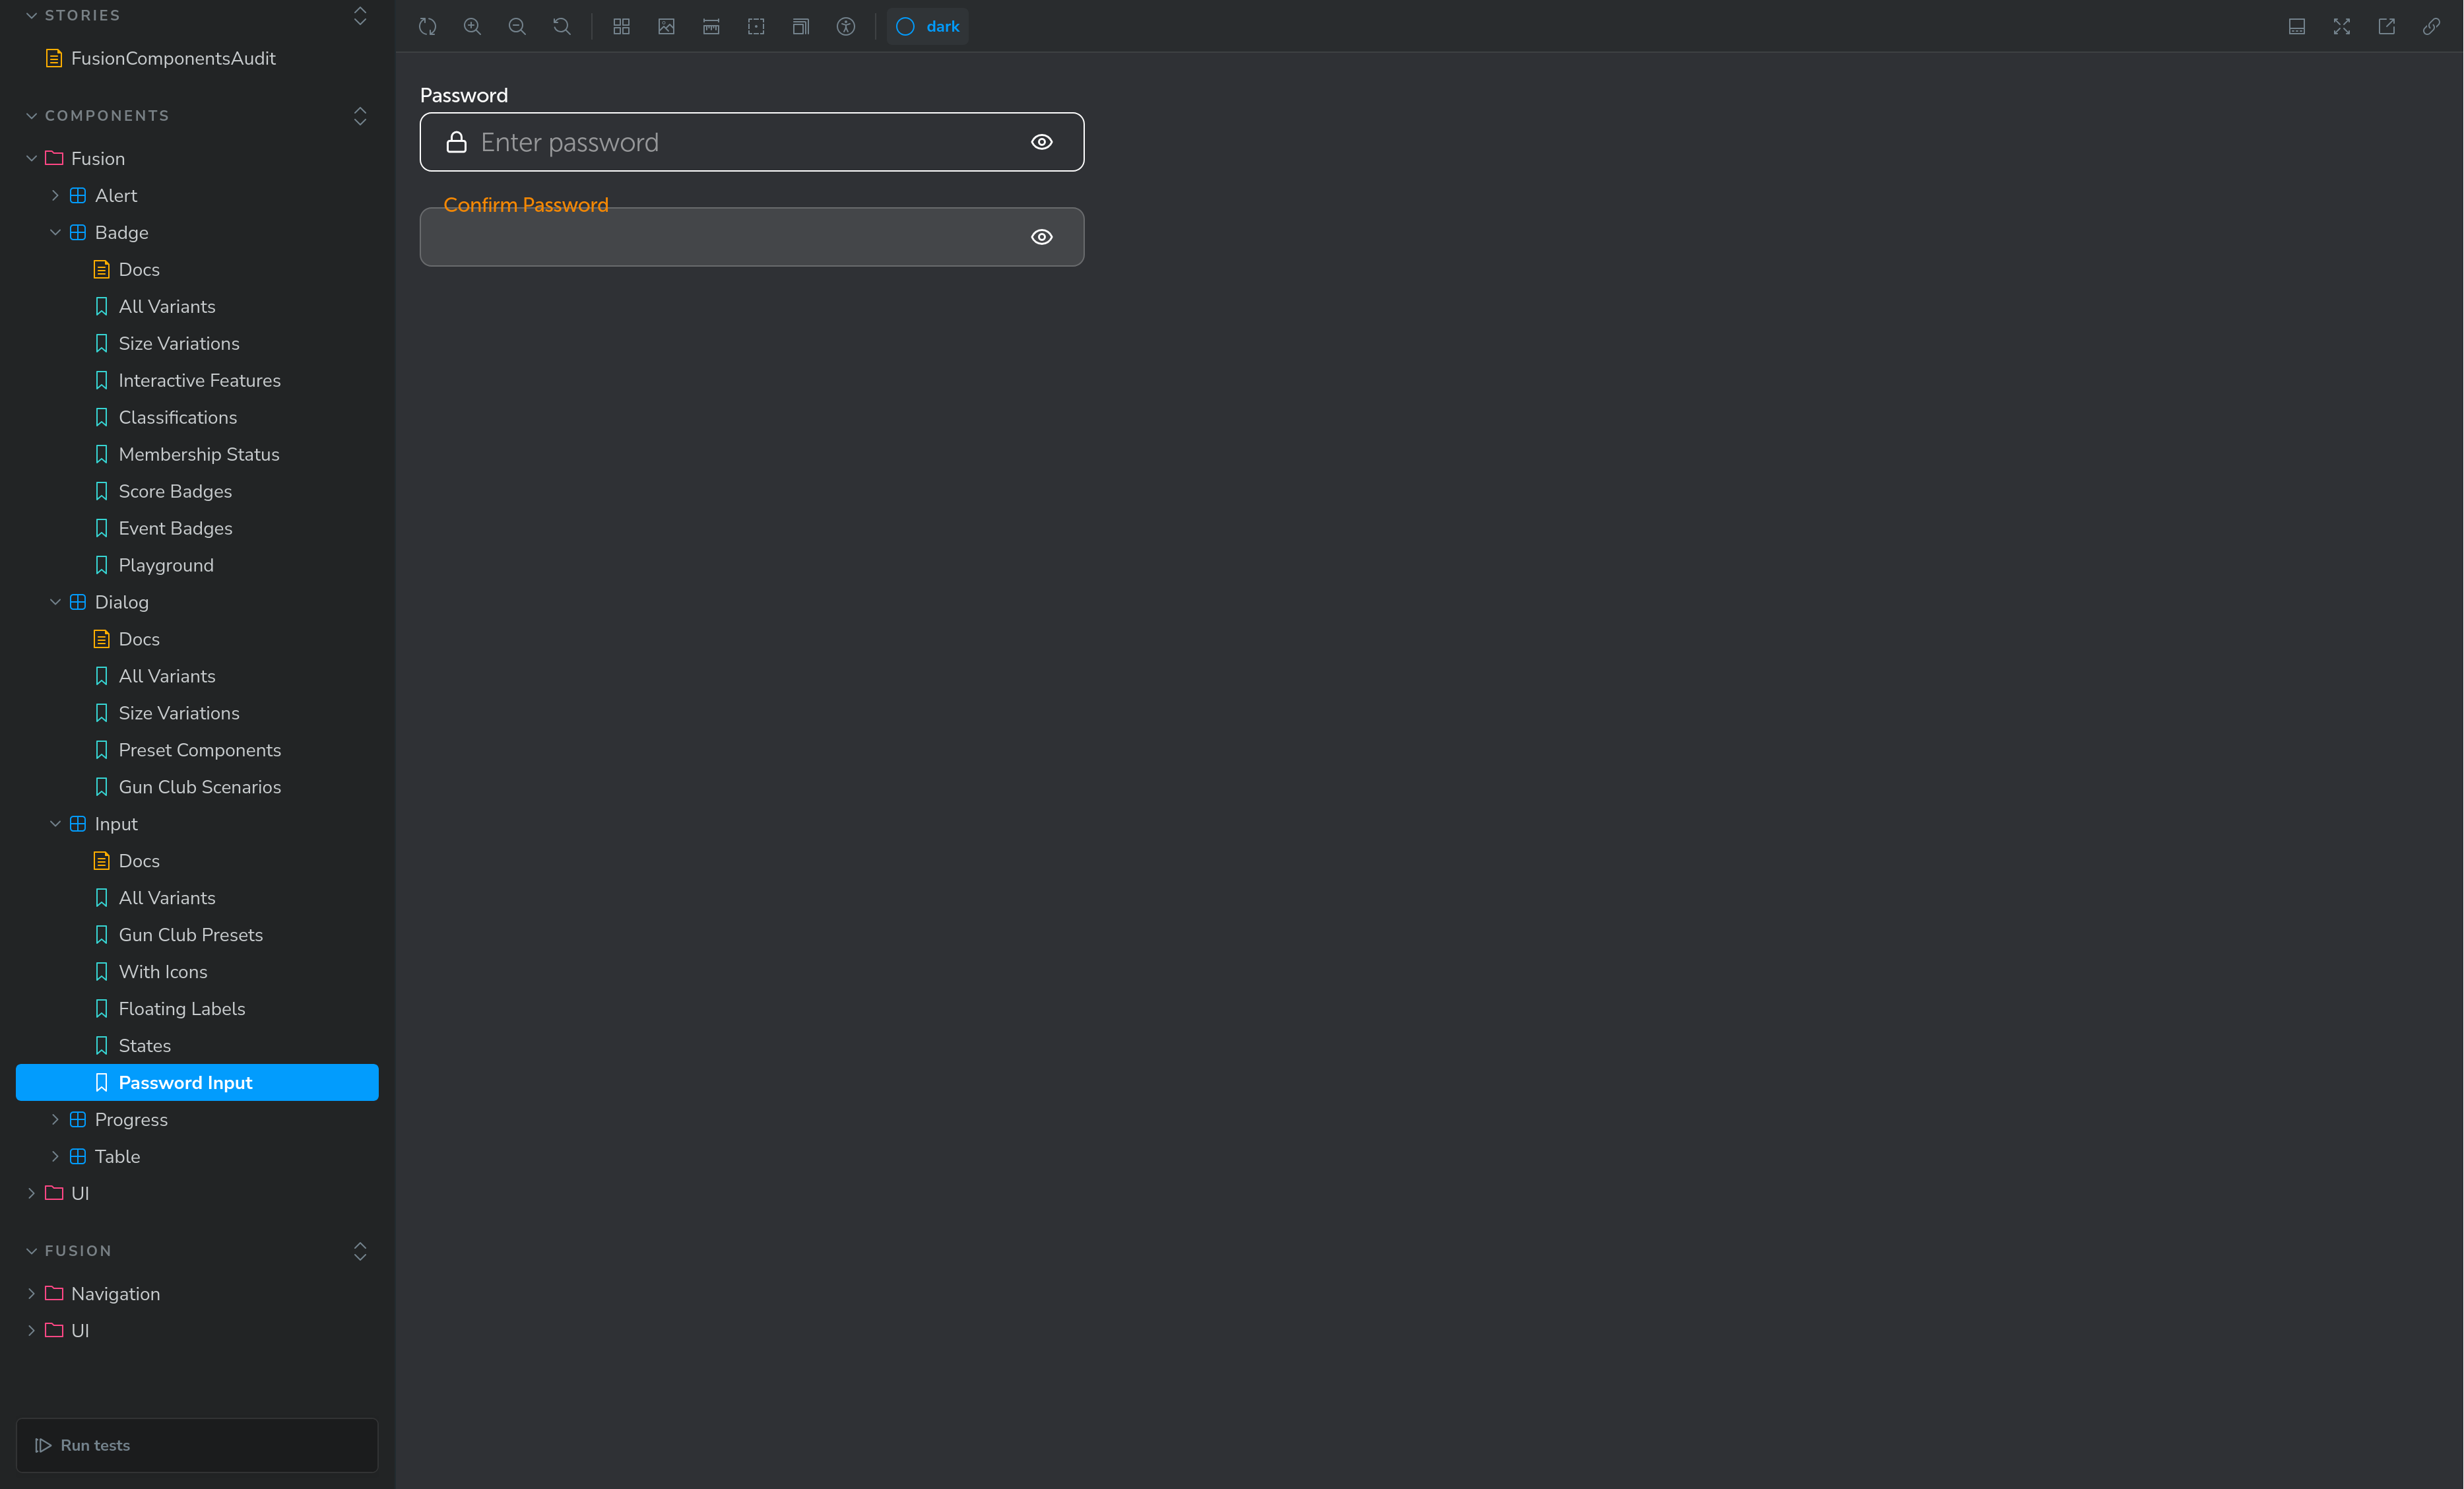 STORIES
FusionComponentsAudit
COMPONENTS
Fusion
Alert
Badge
Docs
All Variants
Size Variations
Interactive Features
Classifications
Membership Status
Score Badges
Event Badges
Playground
Dialog
Docs
All Variants
Size Variations
Preset Components
Gun Club Scenarios
Input
Docs
All Variants
Gun Club Presets
With Icons
Floating Labels
States
Password Input
Progress
Table
UI
FUSION
Navigation
UI
Run tests
dark
Password
Enter password
Confirm Password